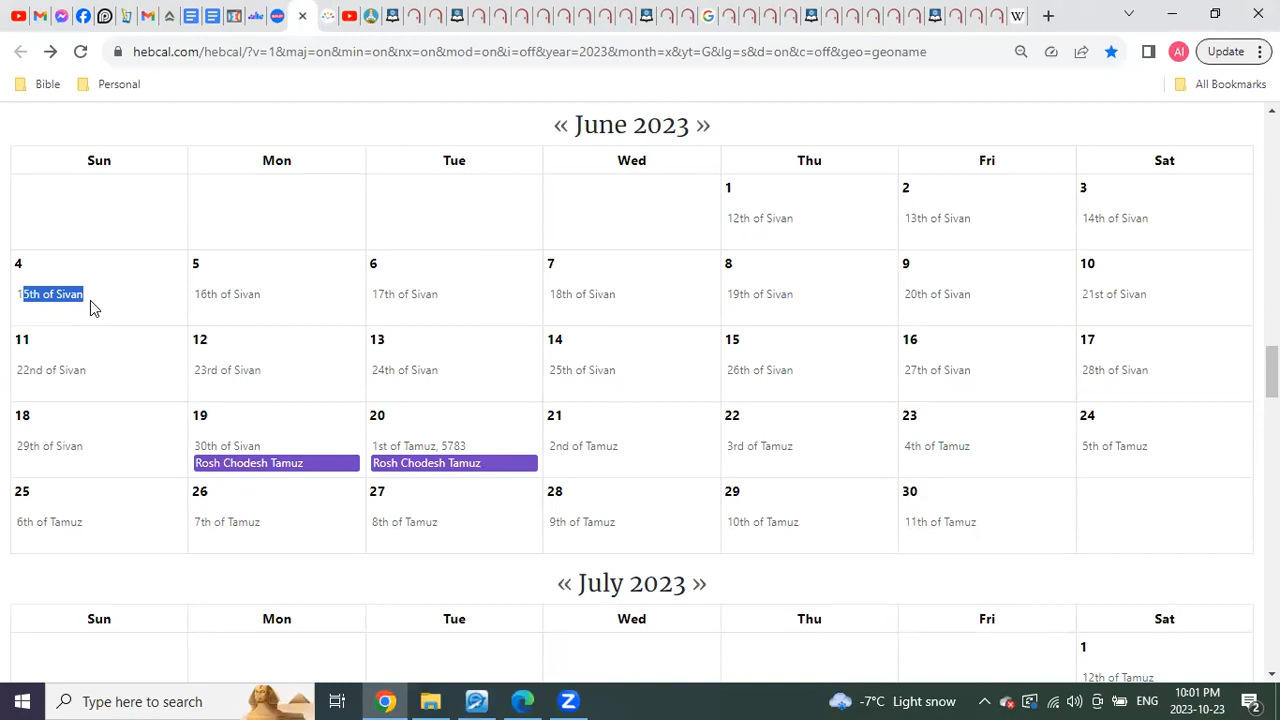 hebcal.com/hebcal/?v=1&maj=on&min=on&nx=on&mod=on&i=off&year=2023&month=x&yt=G&lg=s&d=on&c=off&geo=geoname
AI
Update
Bible
Personal
All Bookmarks
« June 2023 »
Sun Mon Tue Wed Thu Fri Sat
1 2 3
12th of Sivan 13th of Sivan 14th of Sivan
4 5 6 7 8 9 10
15th of Sivan 16th of Sivan 17th of Sivan 18th of Sivan 19th of Sivan 20th of Sivan 21st of Sivan
11 12 13 14 15 16 17
22nd of Sivan 23rd of Sivan 24th of Sivan 25th of Sivan 26th of Sivan 27th of Sivan 28th of Sivan
18 19 20 21 22 23 24
29th of Sivan 30th of Sivan 1st of Tamuz, 5783 2nd of Tamuz 3rd of Tamuz 4th of Tamuz 5th of Tamuz
Rosh Chodesh Tamuz Rosh Chodesh Tamuz
25 26 27 28 29 30
6th of Tamuz 7th of Tamuz 8th of Tamuz 9th of Tamuz 10th of Tamuz 11th of Tamuz
« July 2023 »
Sun Mon Tue Wed Thu Fri Sat
1
12th of Tamuz
Type here to search
-7°C Light snow
ENG
10:01 PM
2023-10-23
2